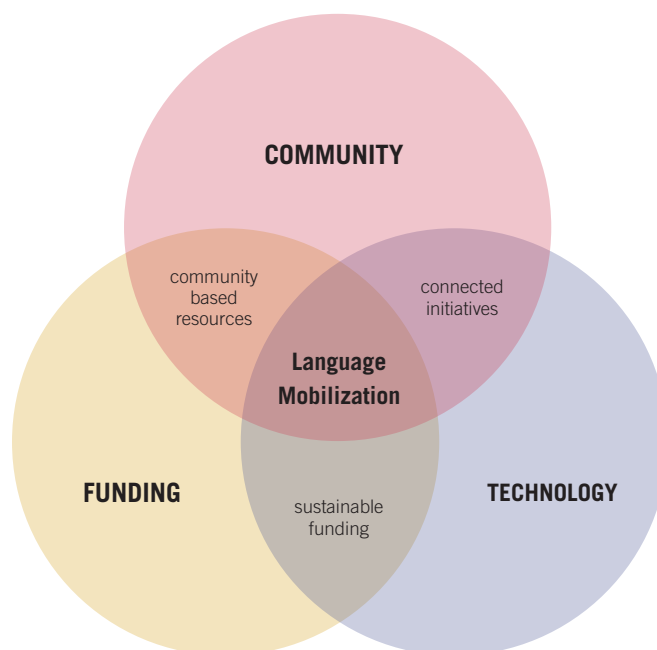 COMMUNITY
community
based
resources
connected
initiatives
Language
Mobilization
FUNDING
TECHNOLOGY
sustainable
funding